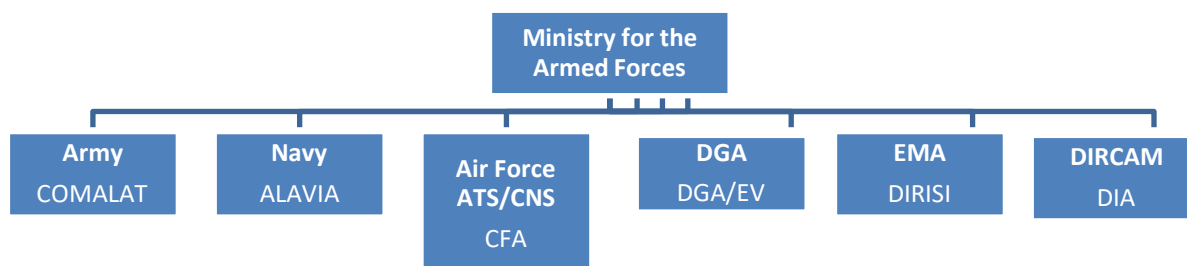 Ministry for the
Armed Forces
Army
COMALAT
Navy
ALAVIA
Air Force
ATS/CNS
CFA
DGA
DGA/EV
EMA
DIRISI
DIRCAM
DIA